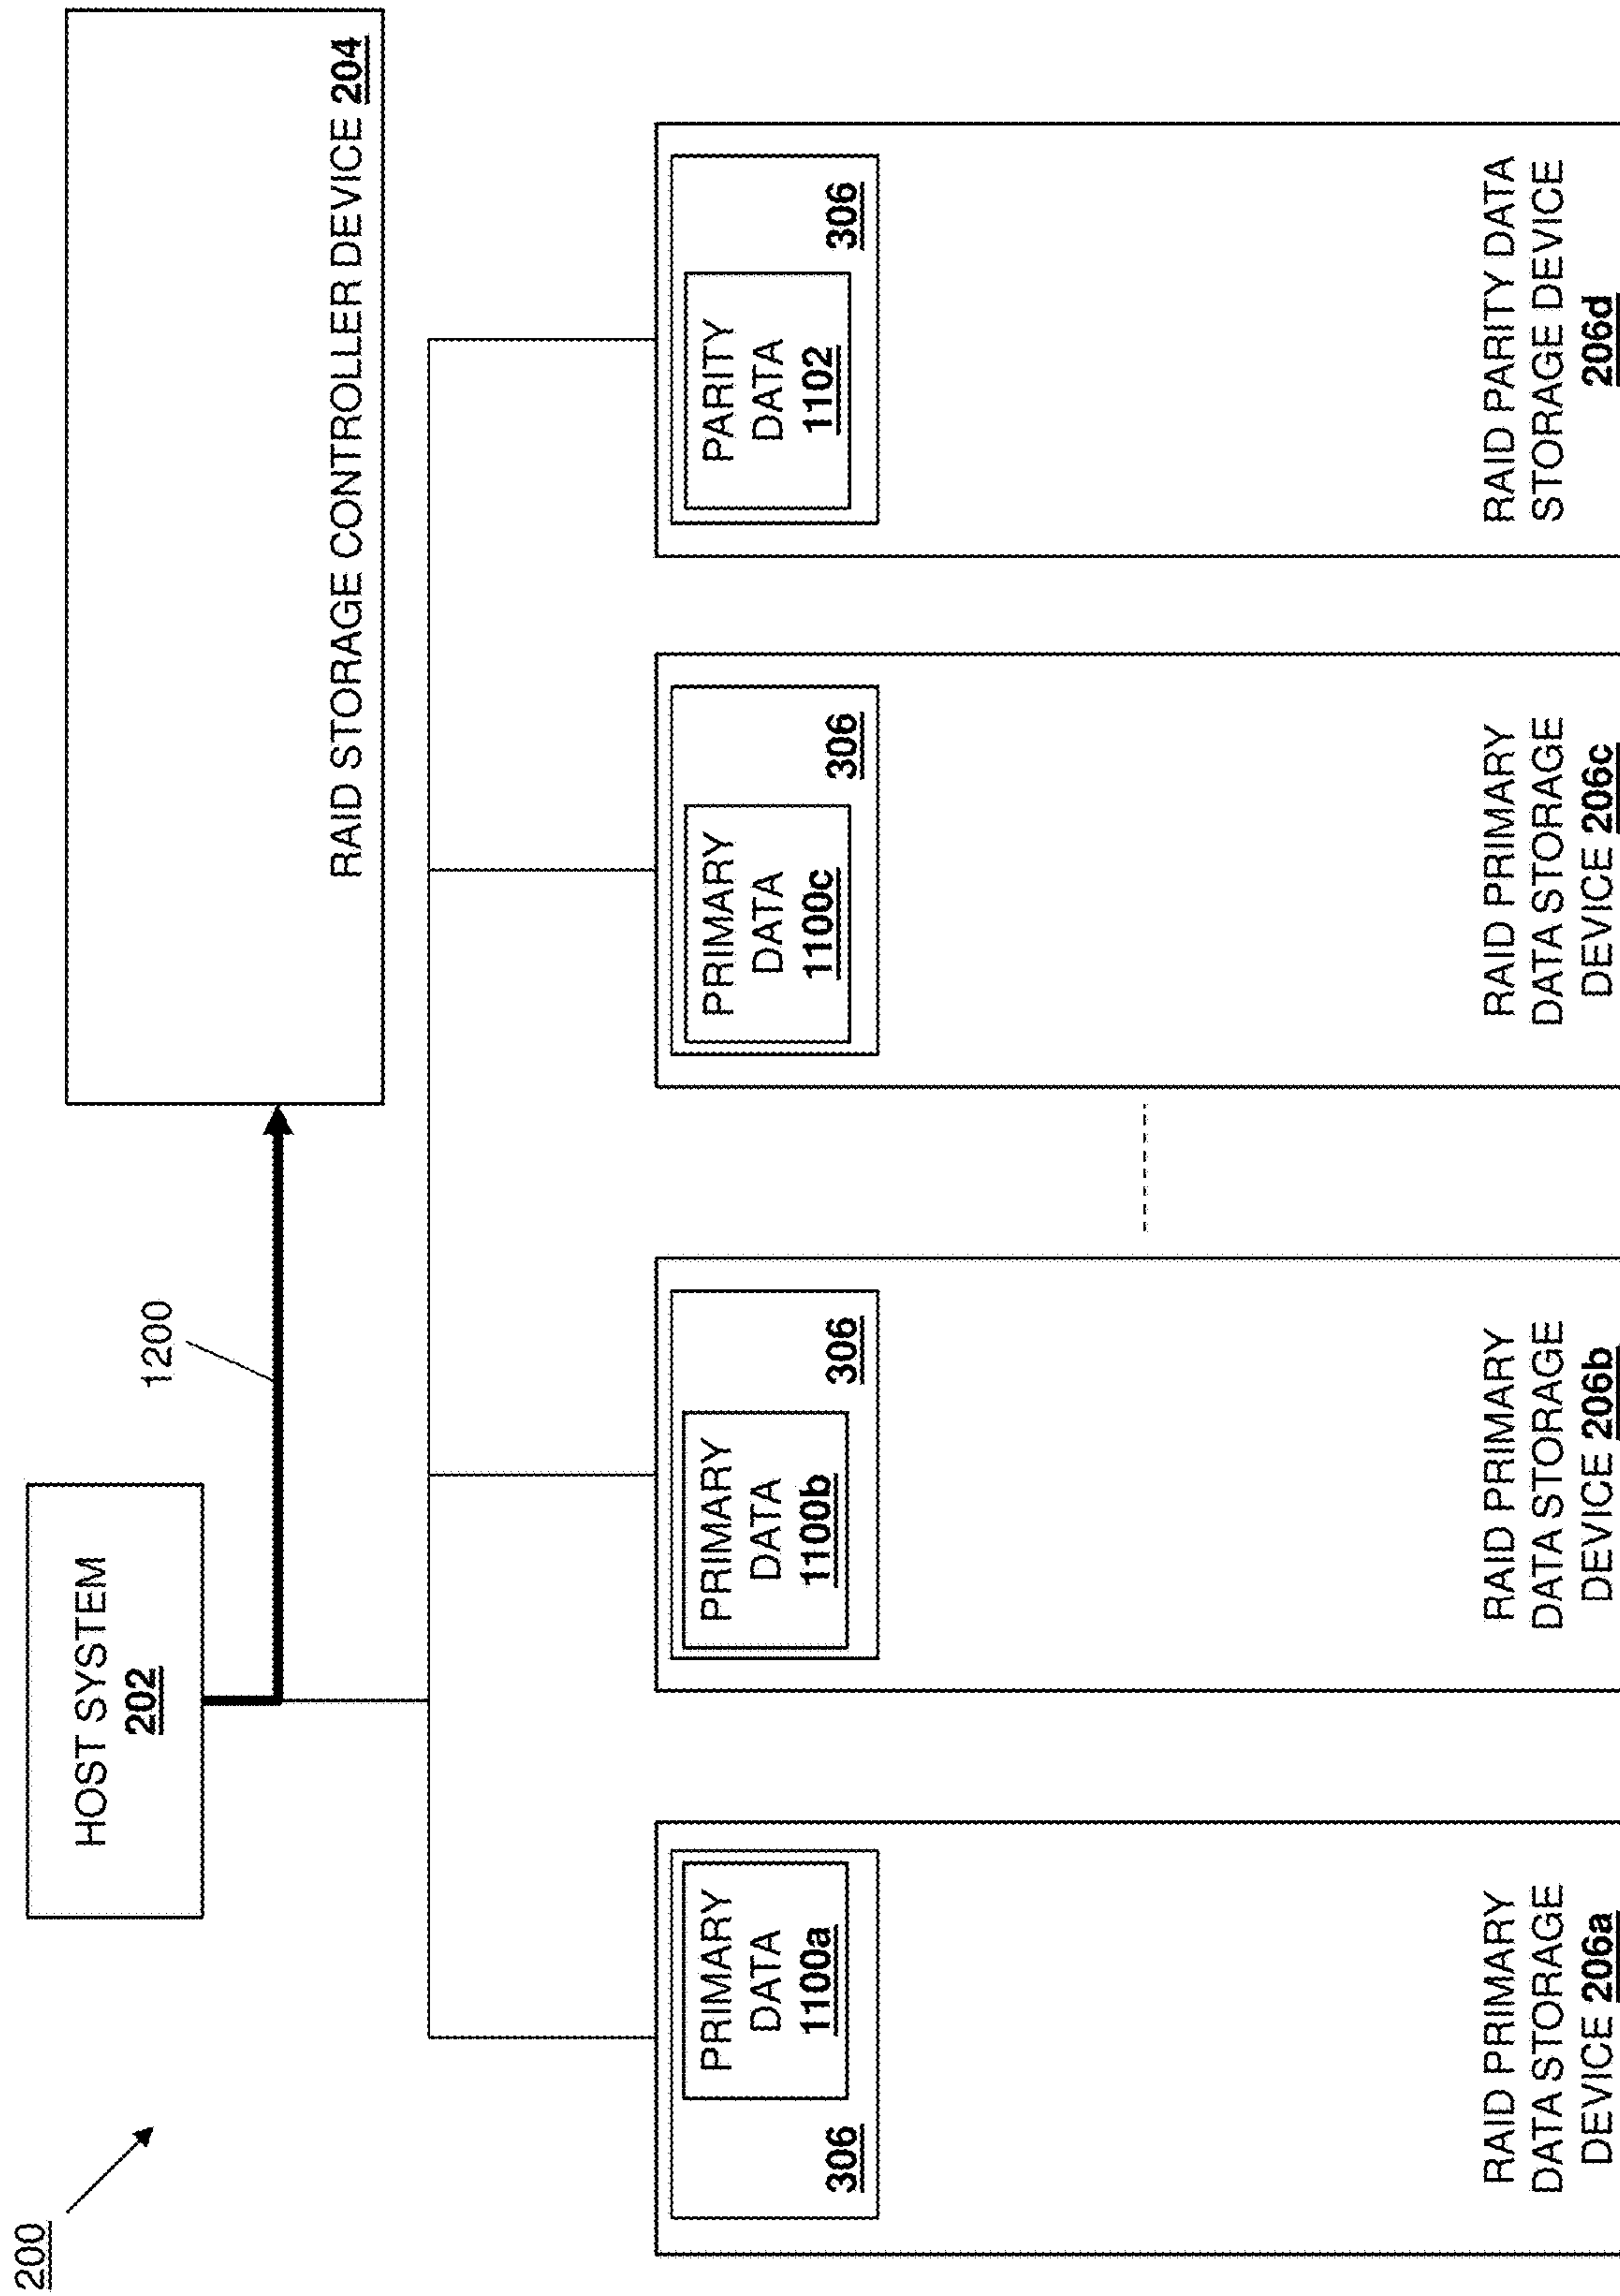 200
HOST SYSTEM
202
1200
RAID STORAGE CONTROLLER DEVICE 204
PRIMARY
DATA
1100a
306
RAID PRIMARY
DATA STORAGE
DEVICE 206a
PRIMARY
DATA
1100b
306
RAID PRIMARY
DATA STORAGE
DEVICE 206b
PRIMARY
DATA
1100c
306
RAID PRIMARY
DATA STORAGE
DEVICE 206c
PARITY
DATA
1102
306
RAID PARITY DATA
STORAGE DEVICE
206d